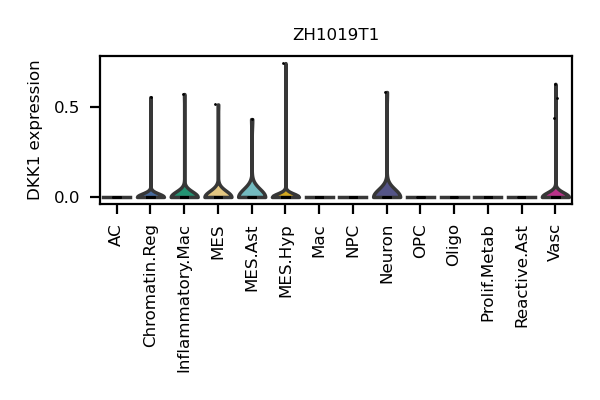 ZH1019T1
DKK1 expression
0.5
0.0
AC
Chromatin.Reg
Inflammatory.Mac
MES
MES.Ast
MES.Hyp
Mac
NPC
Neuron
OPC
Oligo
Prolif.Metab
Reactive.Ast
Vasc